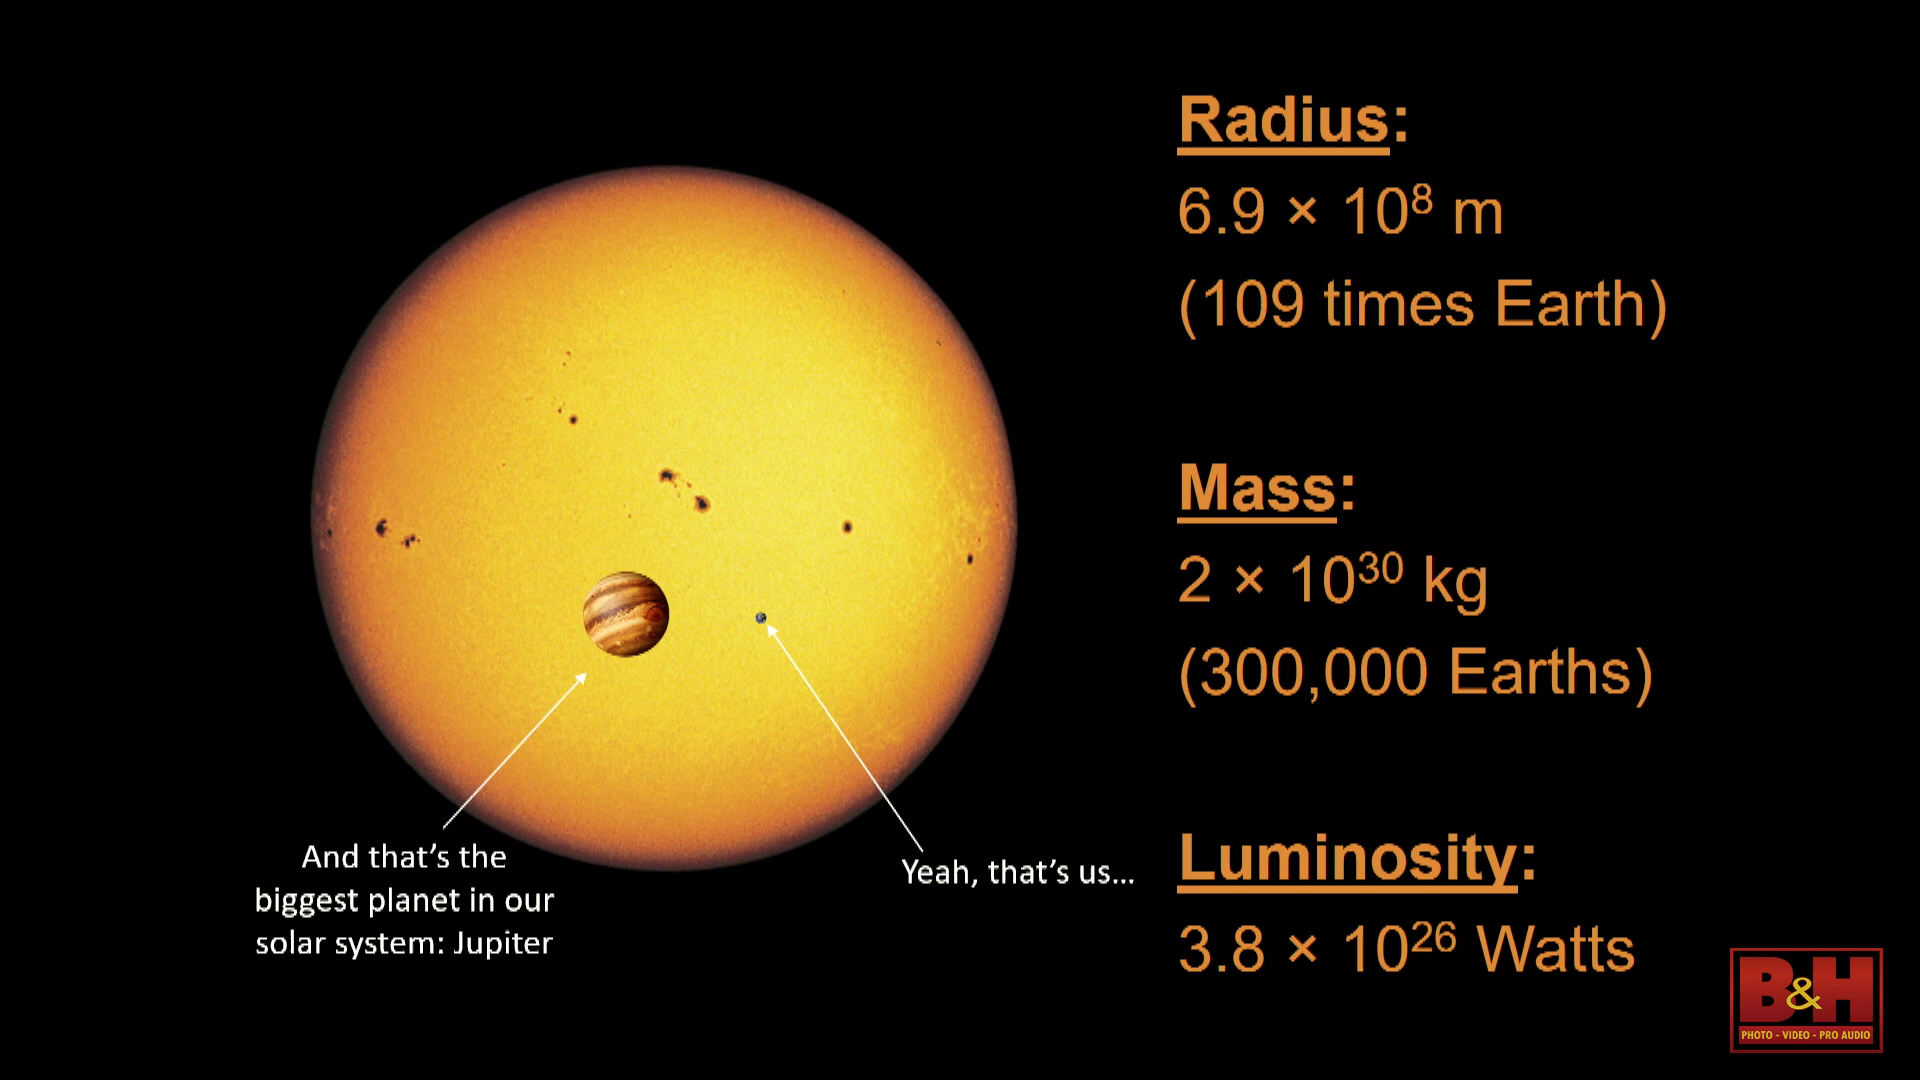 Radius:
6.9 × 10⁸ m
(109 times Earth)
Mass:
2 × 10³⁰ kg
(300,000 Earths)
Luminosity:
3.8 × 10²⁶ Watts
And that’s the
biggest planet in our
solar system: Jupiter
Yeah, that’s us...
B&H
PHOTO - VIDEO - PRO AUDIO